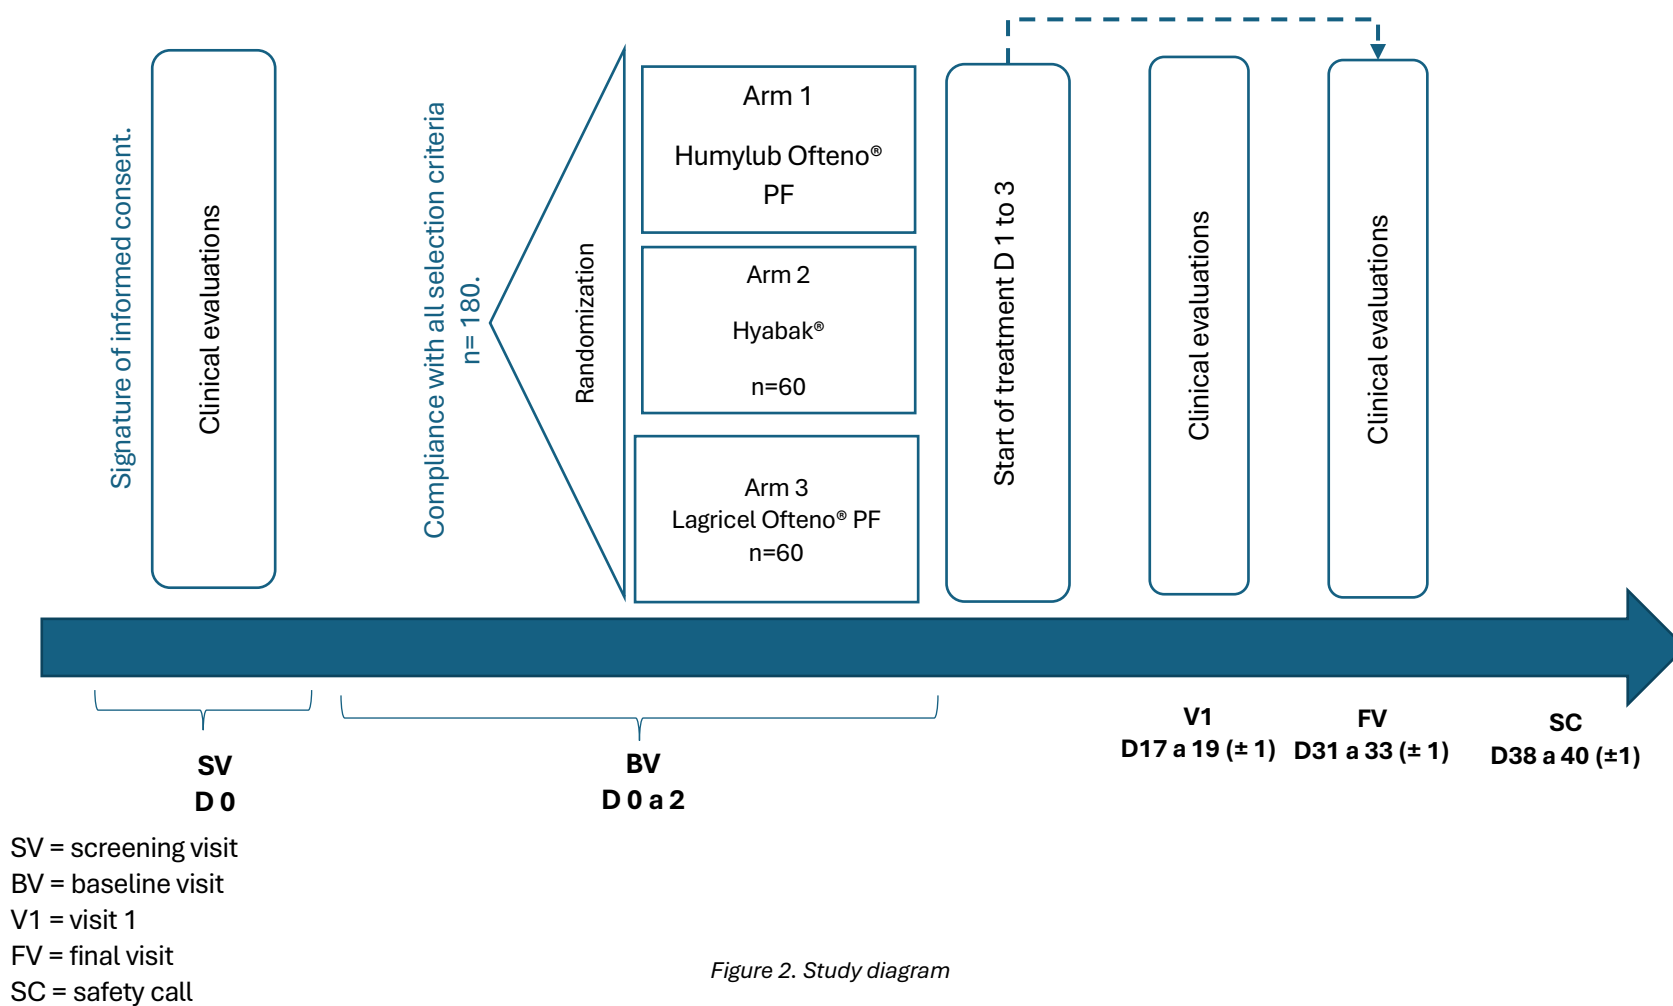 Signature of informed consent.
Clinical evaluations
Compliance with all selection criteria
n= 180.
Randomization
Arm 1
Humylub Ofteno®
PF
Arm 2
Hyabak®
n=60
Arm 3
Lagricel Ofteno® PF
n=60
Start of treatment D 1 to 3
Clinical evaluations
Clinical evaluations
SV
D 0
BV
D 0 a 2
V1
D17 a 19 (± 1)
FV
D31 a 33 (± 1)
SC
D38 a 40 (±1)
SV = screening visit
BV = baseline visit
V1 = visit 1
FV = final visit
SC = safety call
Figure 2. Study diagram